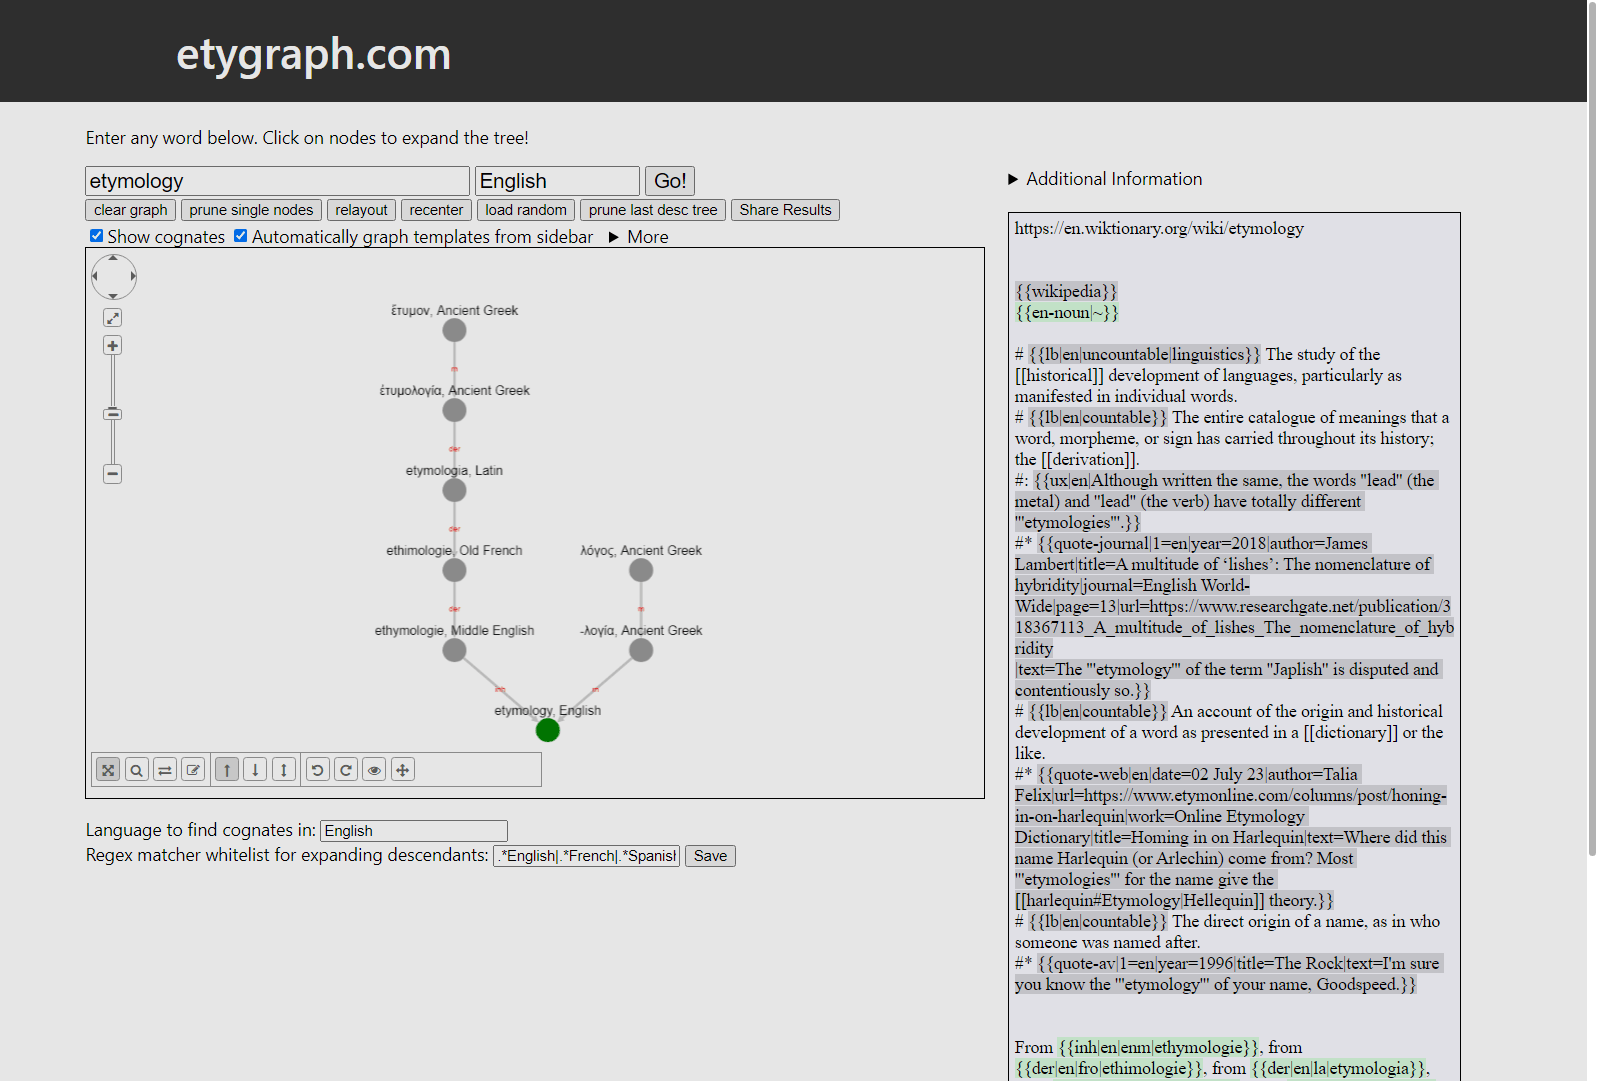 etygraph.com
Enter any word below. Click on nodes to expand the tree!
etymology
English
Go!
clear graph
prune single nodes
relayout
recenter
load random
prune last desc tree
Share Results
Show cognates
Automatically graph templates from sidebar
More
ἔτυμον, Ancient Greek
m
ἐτυμολογία, Ancient Greek
der
etymologia, Latin
der
ethimologie, Old French
λόγος, Ancient Greek
der
m
ethymologie, Middle English
-λογία, Ancient Greek
inh
m
etymology, English
Language to find cognates in: English
Regex matcher whitelist for expanding descendants: .*English|.*French|.*Spanish
Save
Additional Information
https://en.wiktionary.org/wiki/etymology
{{wikipedia}}
{{en-noun|~}}
# {{lb|en|uncountable|linguistics}} The study of the
[[historical]] development of languages, particularly as
manifested in individual words.
# {{lb|en|countable}} The entire catalogue of meanings that a
word, morpheme, or sign has carried throughout its history;
the [[derivation]].
#: {{ux|en|Although written the same, the words "lead" (the
metal) and "lead" (the verb) have totally different
'''etymologies'''.}}
#* {{quote-journal|1=en|year=2018|author=James
Lambert|title=A multitude of ‘lishes’: The nomenclature of
hybridity|journal=English World-
Wide|page=13|url=https://www.researchgate.net/publication/3
18367113_A_multitude_of_lishes_The_nomenclature_of_hyb
ridity
|text=The '''etymology''' of the term "Japlish" is disputed and
contentiously so.}}
# {{lb|en|countable}} An account of the origin and historical
development of a word as presented in a [[dictionary]] or the
like.
#* {{quote-web|en|date=02 July 23|author=Talia
Felix|url=https://www.etymonline.com/columns/post/honing-
in-on-harlequin|work=Online Etymology
Dictionary|title=Homing in on Harlequin|text=Where did this
name Harlequin (or Arlechin) come from? Most
'''etymologies''' for the name give the
[[harlequin#Etymology|Hellequin]] theory.}}
# {{lb|en|countable}} The direct origin of a name, as in who
someone was named after.
#* {{quote-av|1=en|year=1996|title=The Rock|text=I'm sure
you know the '''etymology''' of your name, Goodspeed.}}
From {{inh|en|enm|ethymologie}}, from
{{der|en|fro|ethimologie}}, from {{der|en|la|etymologia}},